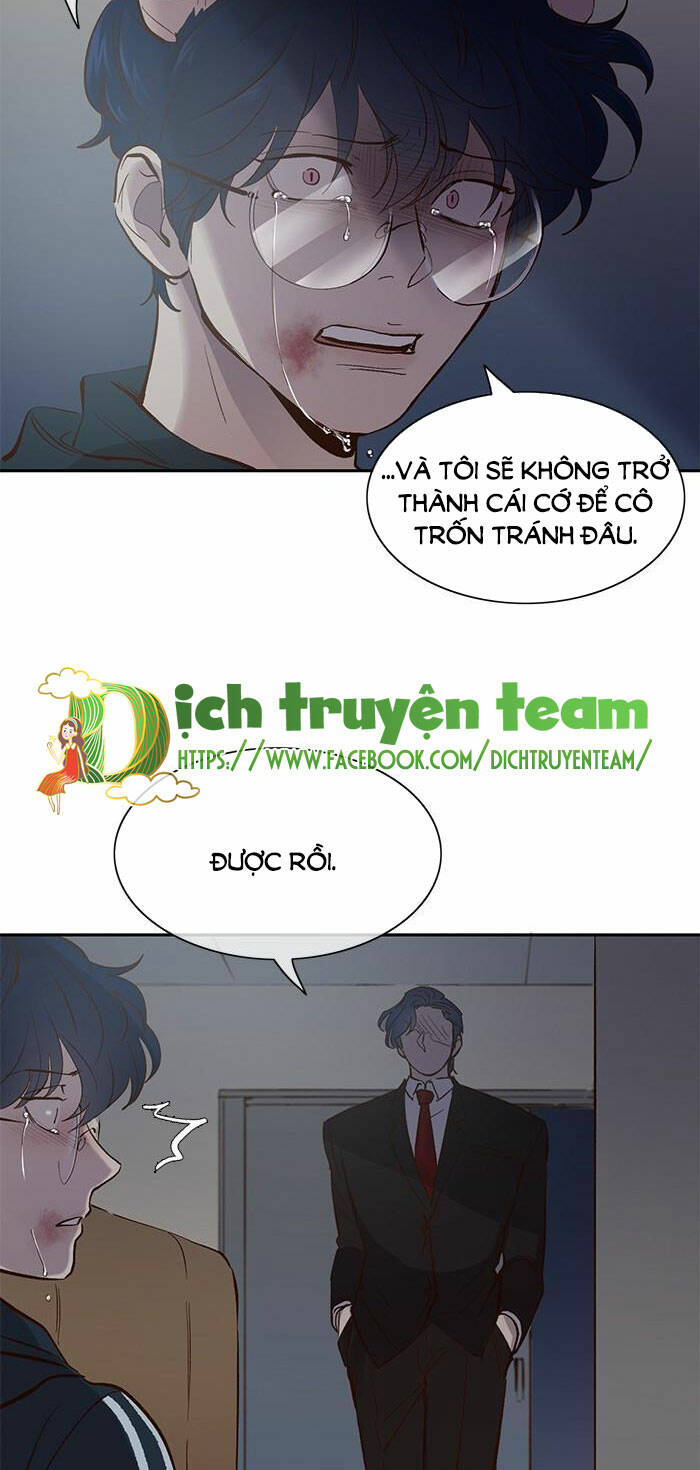 ...VÀ TÔI SẼ KHÔNG TRỞ
THÀNH CÁI CỚ ĐỂ CÔ
TRỐN TRÁNH ĐÂU.
Dịch truyện team
HTTPS://WWW.FACEBOOK.COM/DICHTRUYENTEAM/
ĐƯỢC RỒI.